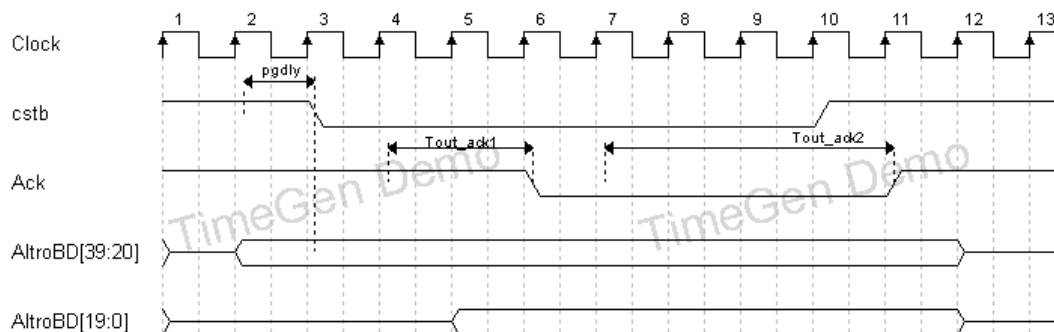 1 2 3 4 5 6 7 8 9 10 11 12 13
Clock
pgdly
cstb
Tout_ack1 Tout_ack2
Ack
TimeGen Demo TimeGen Demo
AltroBD[39:20]
AltroBD[19:0]